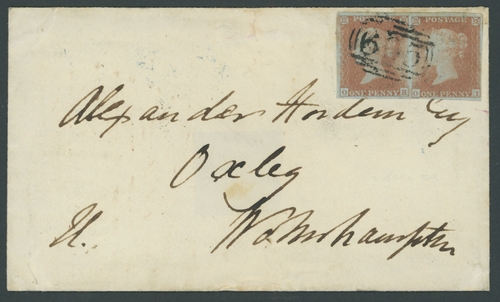 POSTAGE POSTAGE
ONE PENNY ONE PENNY
Alexander Hordern Esq
Oxley
Wolverhampton